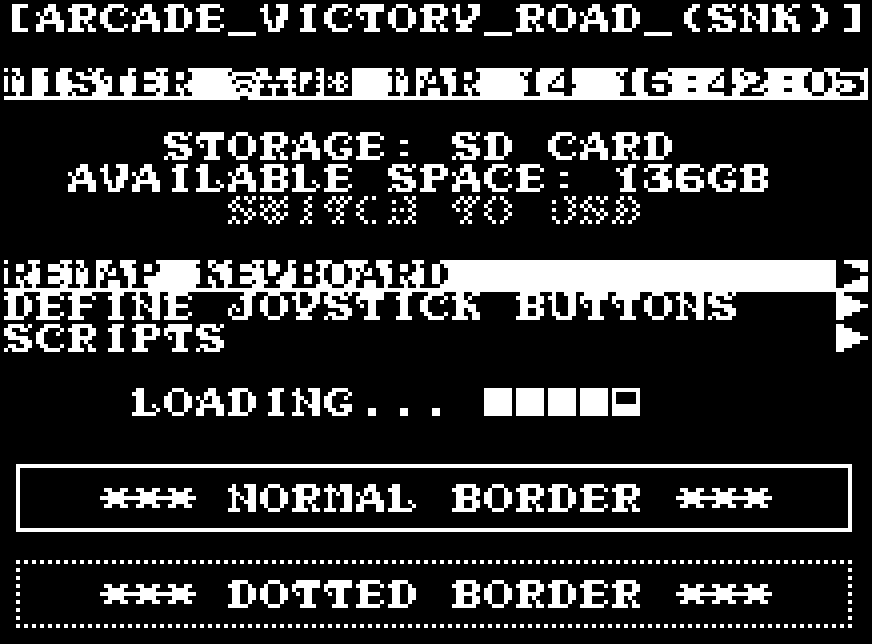 [ARCADE_VICTORY_ROAD_(SNK)]
MISTER MAR 14 16:42:05
STORAGE: SD CARD
AVAILABLE SPACE: 136GB
SWITCH TO USB
REMAP KEYBOARD
DEFINE JOYSTICK BUTTONS
SCRIPTS
LOADING...
*** NORMAL BORDER ***
*** DOTTED BORDER ***